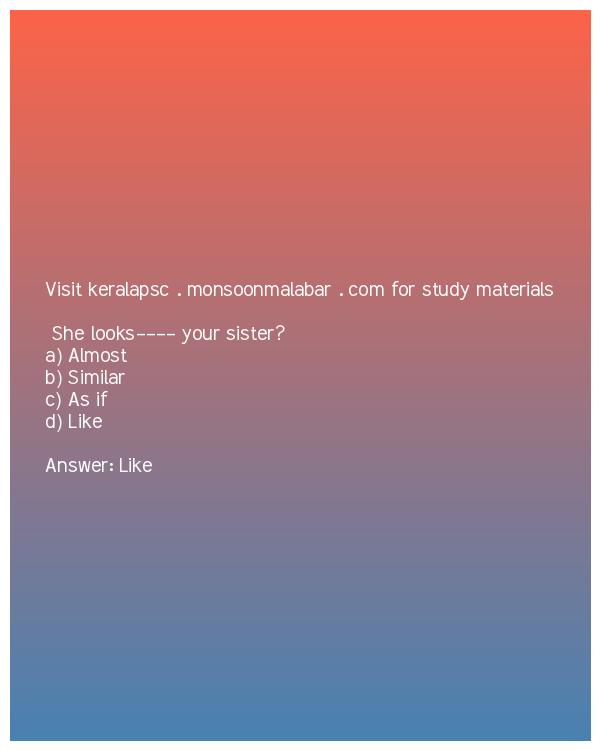 Visit keralapsc . monsoonmalabar . com for study materials
She looks---- your sister?
a) Almost
b) Similar
c) As if
d) Like
Answer: Like